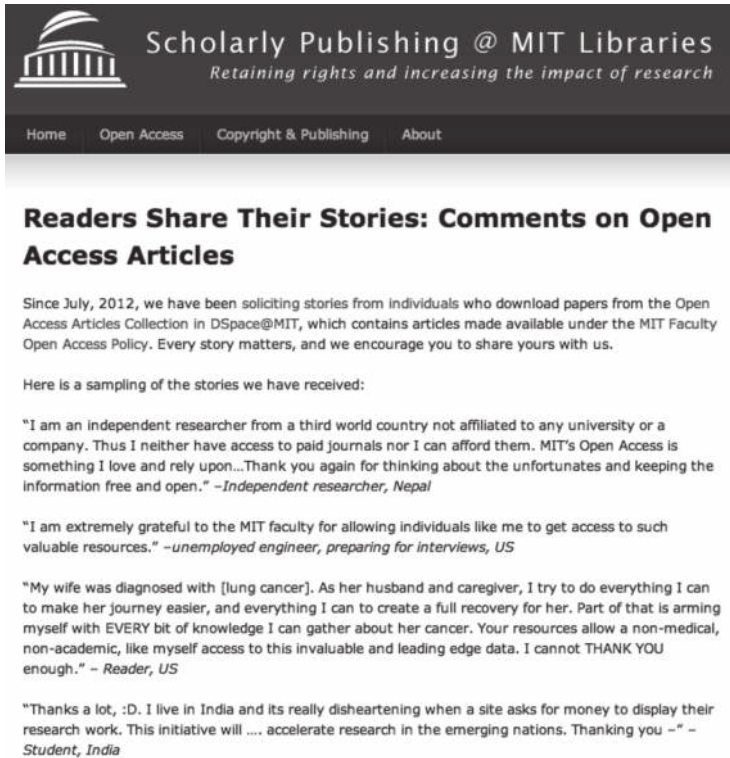 Scholarly Publishing @ MIT Libraries
Retaining rights and increasing the impact of research
Home Open Access Copyright & Publishing About
Readers Share Their Stories: Comments on Open
Access Articles
Since July, 2012, we have been soliciting stories from individuals who download papers from the Open
Access Articles Collection in DSpace@MIT, which contains articles made available under the MIT Faculty
Open Access Policy. Every story matters, and we encourage you to share yours with us.
Here is a sampling of the stories we have received:
"I am an independent researcher from a third world country not affiliated to any university or a
company. Thus I neither have access to paid journals nor I can afford them. MIT's Open Access is
something I love and rely upon...Thank you again for thinking about the unfortunates and keeping the
information free and open." –Independent researcher, Nepal
"I am extremely grateful to the MIT faculty for allowing individuals like me to get access to such
valuable resources." –unemployed engineer, preparing for interviews, US
"My wife was diagnosed with [lung cancer]. As her husband and caregiver, I try to do everything I can
to make her journey easier, and everything I can to create a full recovery for her. Part of that is arming
myself with EVERY bit of knowledge I can gather about her cancer. Your resources allow a non-medical,
non-academic, like myself access to this invaluable and leading edge data. I cannot THANK YOU
enough." – Reader, US
"Thanks a lot, :D. I live in India and its really disheartening when a site asks for money to display their
research work. This initiative will .... accelerate research in the emerging nations. Thanking you –" –
Student, India